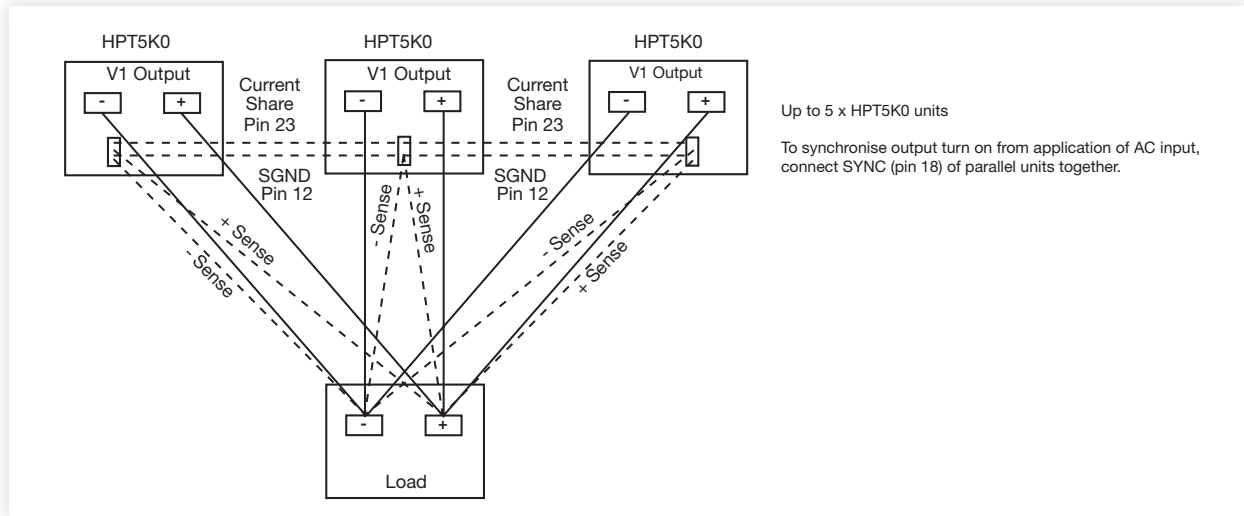 HPT5K0
HPT5K0
HPT5K0
V1 Output
V1 Output
V1 Output
-
+
-
+
-
+
Current
Share
Pin 23
Current
Share
Pin 23
SGND
Pin 12
SGND
Pin 12
- Sense
+ Sense
- Sense
+ Sense
- Sense
+ Sense
-
+
Load
Up to 5 x HPT5K0 units
To synchronise output turn on from application of AC input,
connect SYNC (pin 18) of parallel units together.